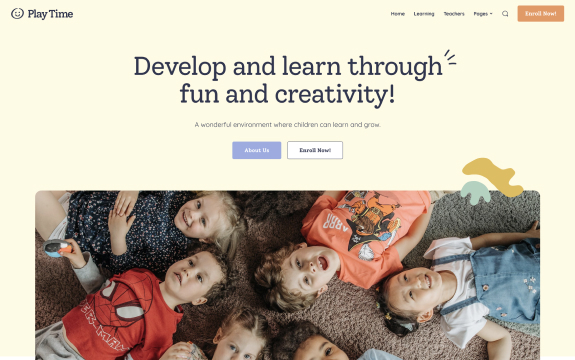 Play Time
Home Learning Teachers Pages Enroll Now!
Develop and learn through
fun and creativity!
A wonderful environment where children can learn and grow.
About Us Enroll Now!